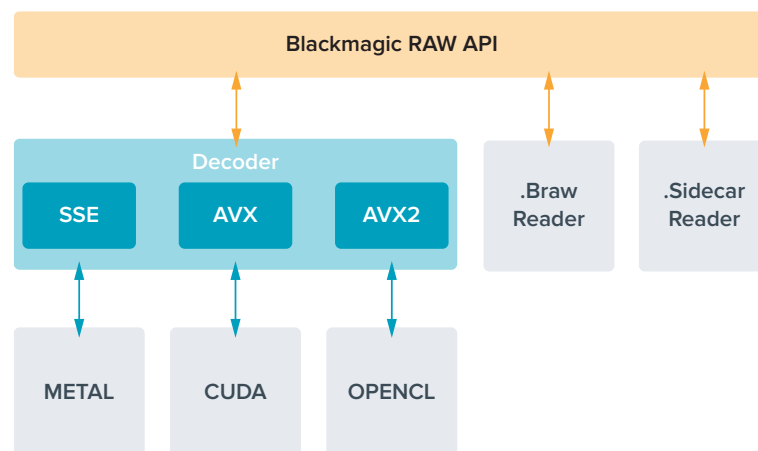 Blackmagic RAW API
Decoder
SSE
AVX
AVX2
.Braw
Reader
.Sidecar
Reader
METAL
CUDA
OPENCL